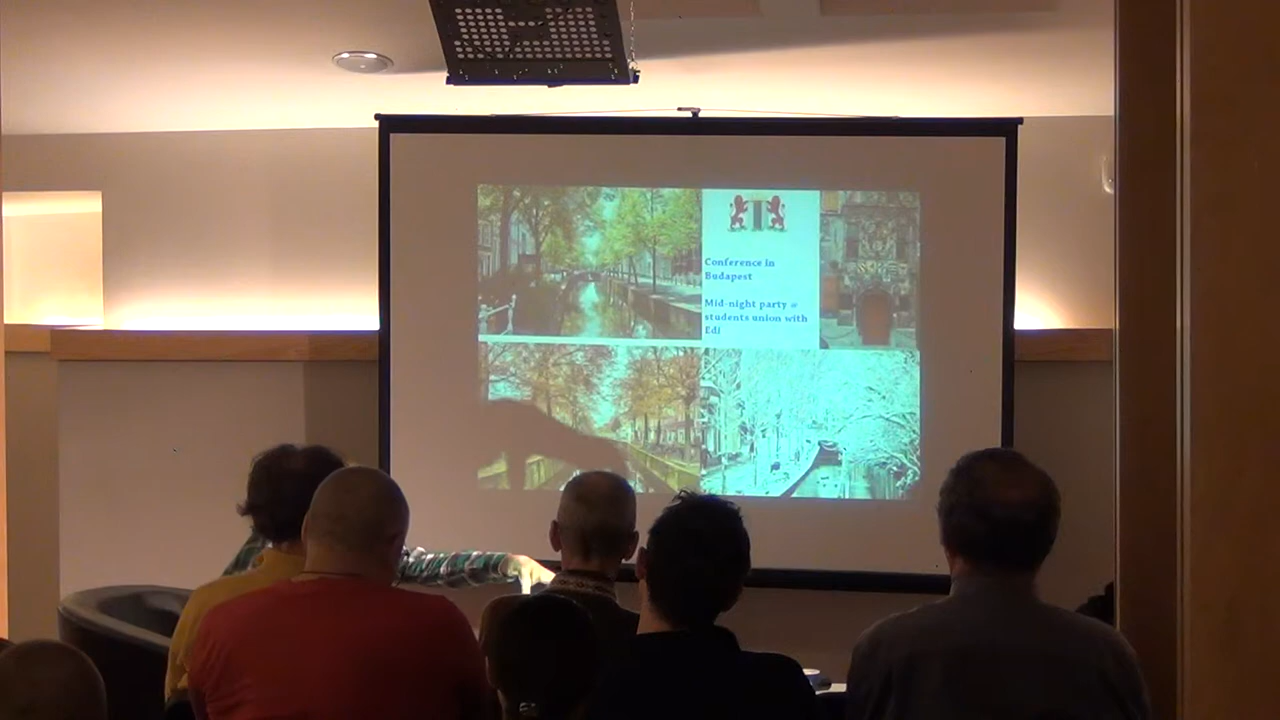 Conference in
Budapest
Mid-night party @
students union with
Edi